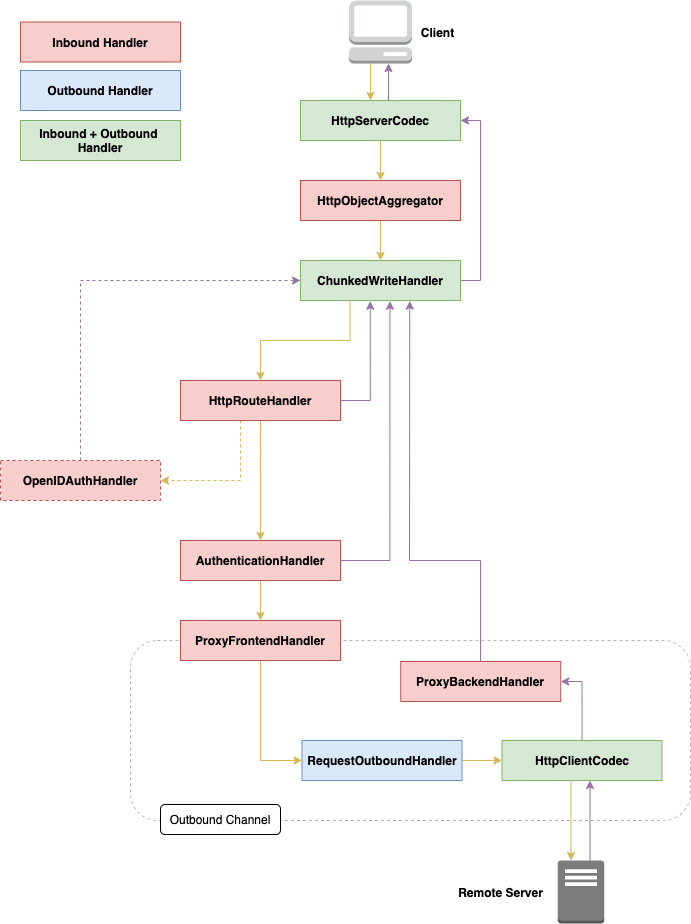 Client
Inbound Handler
Outbound Handler
Inbound + Outbound
Handler
HttpServerCodec
HttpObjectAggregator
ChunkedWriteHandler
HttpRouteHandler
OpenIDAuthHandler
AuthenticationHandler
ProxyFrontendHandler
ProxyBackendHandler
RequestOutboundHandler
HttpClientCodec
Outbound Channel
Remote Server